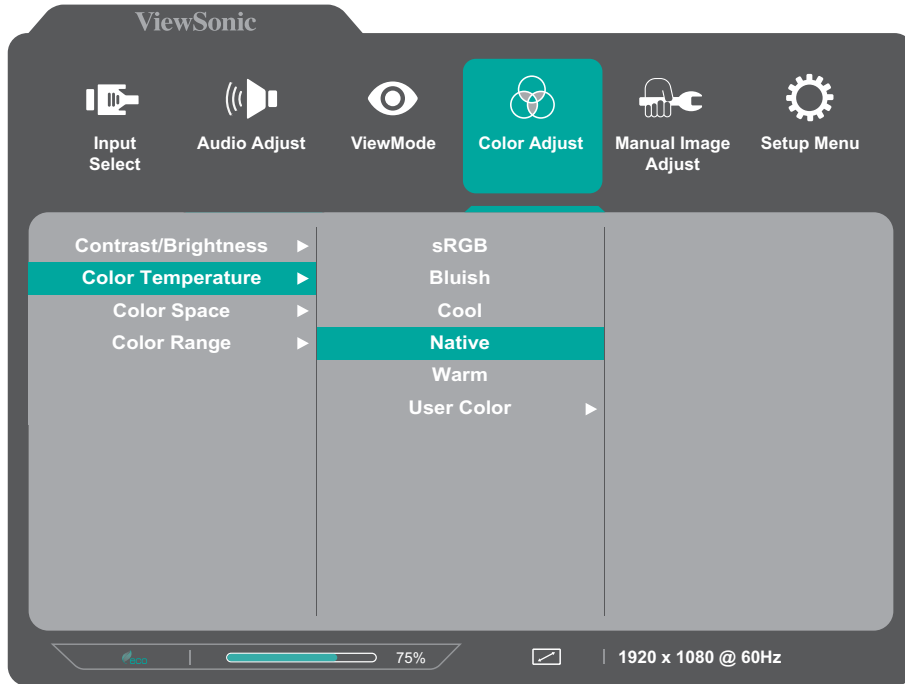 ViewSonic
Input
Select
Audio Adjust
ViewMode
Color Adjust
Manual Image
Adjust
Setup Menu
Contrast/Brightness
Color Temperature
Color Space
Color Range
sRGB
Bluish
Cool
Native
Warm
User Color
eco
75%
1920 x 1080 @ 60Hz